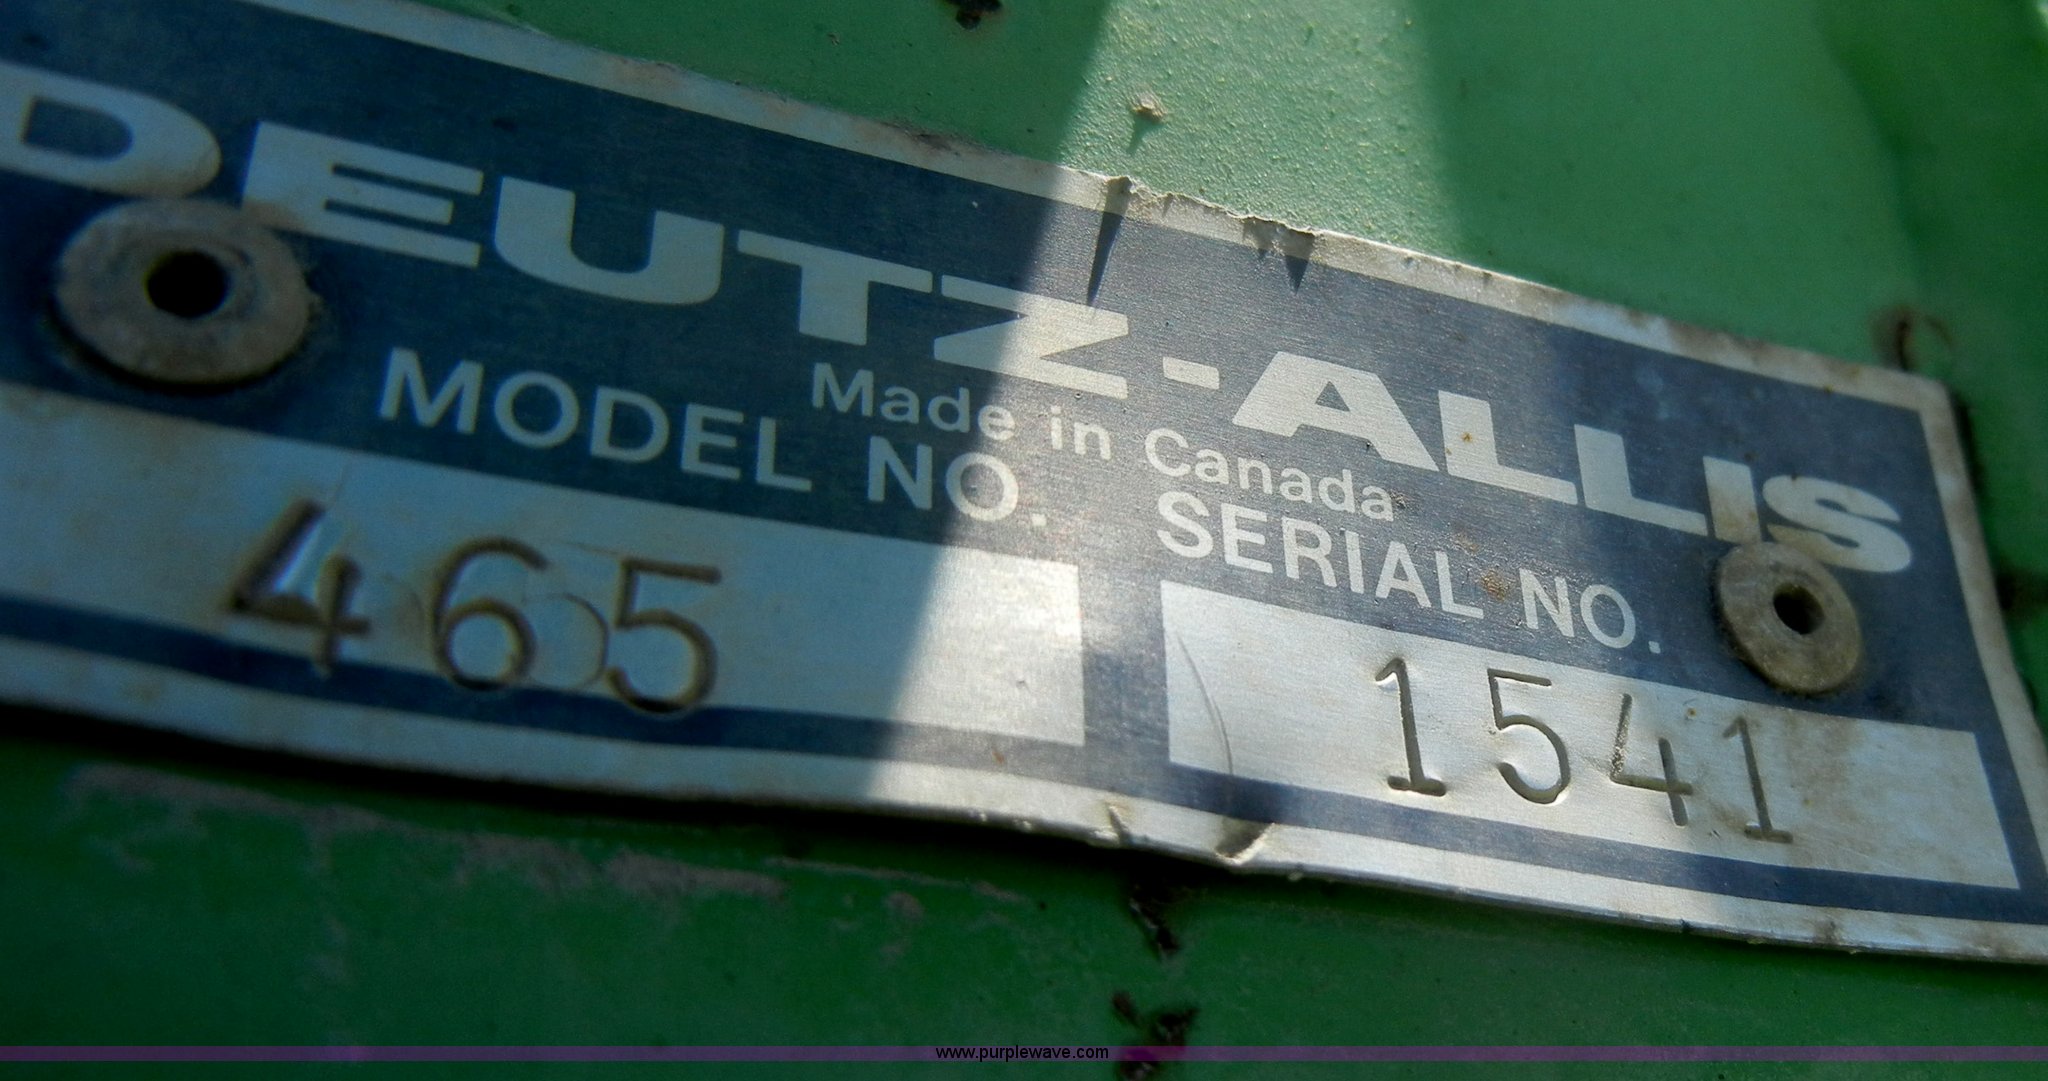 DEUTZ-ALLIS
Made in Canada
MODEL NO. SERIAL NO.
465 1541
www.purplewave.com